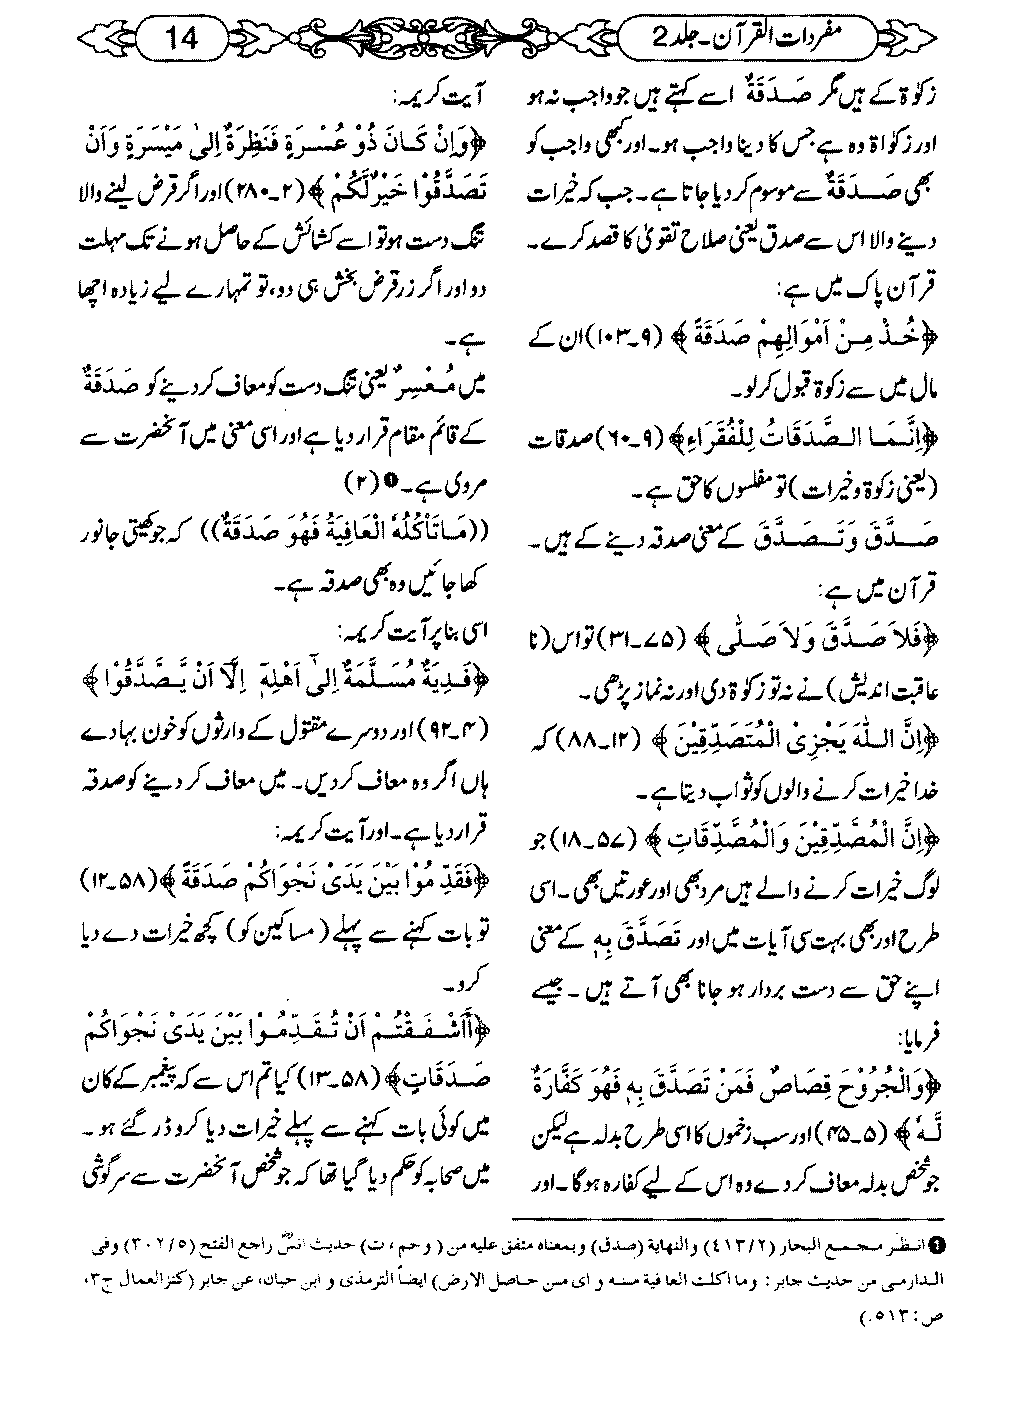 مفردات القرآن۔جلد 2
14
زکوٰۃ کے ہیں مگر صَدَقَةٌ اسے کہتے ہیں جو واجب نہ ہو
اور زکوٰۃ وہ ہے جس کا دینا واجب ہو۔ اور کبھی واجب کو
بھی صَدَقَةٌ سے موسوم کر دیا جاتا ہے۔ جب کہ خیرات
دینے والا اس سے صدق یعنی صلاح تقویٰ کا قصد کرے۔
قرآن پاک میں ہے:
﴿خُذْ مِنْ اَمْوَالِهِمْ صَدَقَةً﴾ (۹۔۱۰۳) ان کے
مال میں سے زکوٰۃ قبول کر لو۔
﴿اِنَّمَا الصَّدَقَاتُ لِلْفُقَرَاءِ﴾ (۹۔۶۰) صدقات
(یعنی زکوٰۃ و خیرات) تو مفلسوں کا حق ہے۔
صَدَّقَ وَتَصَدَّقَ کے معنی صدقہ دینے کے ہیں۔
قرآن میں ہے:
﴿فَلاَ صَدَّقَ وَلاَ صَلّٰی﴾ (۷۵۔۳۱) تو اس (نا
عاقبت اندیش) نے نہ تو زکوٰۃ دی اور نہ نماز پڑھی۔
﴿اِنَّ اللّٰهَ يَجْزِی الْمُتَصَدِّقِيْنَ﴾ (۱۲۔۸۸) کہ
خدا خیرات کرنے والوں کو ثواب دیتا ہے۔
﴿اِنَّ الْمُصَّدِّقِيْنَ وَالْمُصَّدِّقَاتِ﴾ (۵۷۔۱۸) جو
لوگ خیرات کرنے والے ہیں مرد بھی اور عورتیں بھی۔ اسی
طرح اور بھی بہت سی آیات میں اور تَصَدَّقَ بِهٖ کے معنی
اپنے حق سے دست بردار ہو جانا بھی آتے ہیں۔ جیسے
فرمایا:
﴿وَالْجُرُوْحَ قِصَاصٌ فَمَنْ تَصَدَّقَ بِهٖ فَهُوَ كَفَّارَةٌ
لَّهٗ﴾ (۵۔۴۵) اور سب زخموں کا اسی طرح بدلہ ہے لیکن
جو شخص بدلہ معاف کر دے وہ اس کے لیے کفارہ ہوگا۔ اور
آیت کریمہ:
﴿وَاِنْ كَانَ ذُوْ عُسْرَةٍ فَنَظِرَةٌ اِلٰی مَيْسَرَةٍ وَاَنْ
تَصَدَّقُوْا خَيْرٌ لَّكُمْ﴾ (۲۔۲۸۰) اور اگر قرض لینے والا
تنگ دست ہو تو اسے کشائش کے حاصل ہونے تک مہلت
دو اور اگر زر قرض بخش ہی دو، تو تمہارے لیے زیادہ اچھا
ہے۔
میں مُعْسِرٌ یعنی تنگ دست کو معاف کر دینے کو صَدَقَةٌ
کے قائم مقام قرار دیا ہے اور اسی معنی میں آنحضرت سے
مروی ہے۔❶ (۲)
((مَا تَأْكُلُهُ الْعَافِيَةُ فَهُوَ صَدَقَةٌ)) کہ جو کھیتی جانور
کھا جائیں وہ بھی صدقہ ہے۔
اسی بنا پر آیت کریمہ:
﴿فَدِيَةٌ مُسَلَّمَةٌ اِلٰٓی اَهْلِهٖ اِلاَّ اَنْ يَّصَّدَّقُوْا﴾
(۴۔۹۲) اور دوسرے مقتول کے وارثوں کو خون بہا دے
ہاں اگر وہ معاف کر دیں۔ میں معاف کر دینے کو صدقہ
قرار دیا ہے۔ اور آیت کریمہ:
﴿فَقَدِّمُوْا بَيْنَ يَدَیْ نَجْوَاكُمْ صَدَقَةً﴾ (۵۸۔۱۲)
تو بات کہنے سے پہلے (مساکین کو) کچھ خیرات دے دیا
کرو۔
﴿أَأَشْفَقْتُمْ اَنْ تُقَدِّمُوْا بَيْنَ يَدَیْ نَجْوَاكُمْ
صَدَقَاتٍ﴾ (۵۸۔۱۳) کیا تم اس سے کہ پیغمبر کے کان
میں کوئی بات کہنے سے پہلے خیرات دیا کرو ڈر گئے ہو۔
میں صحابہ کو حکم دیا گیا تھا کہ جو شخص آنحضرت سے سرگوشی
❶ انظر مجمع البحار (۴۱۳/۲) والنهاية (صدق) وبمعناه متفق عليه من (وحم، ت) حديث انسؓ راجع الفتح (۳۰۲/۵) وفی
الدارمی من حديث جابر: وما اكلت العافية منه و ای من حاصل الارض) ايضاً الترمذی و ابن حبان، عن جابر (كنز العمال ج۳،
ص:۵۱۳.)